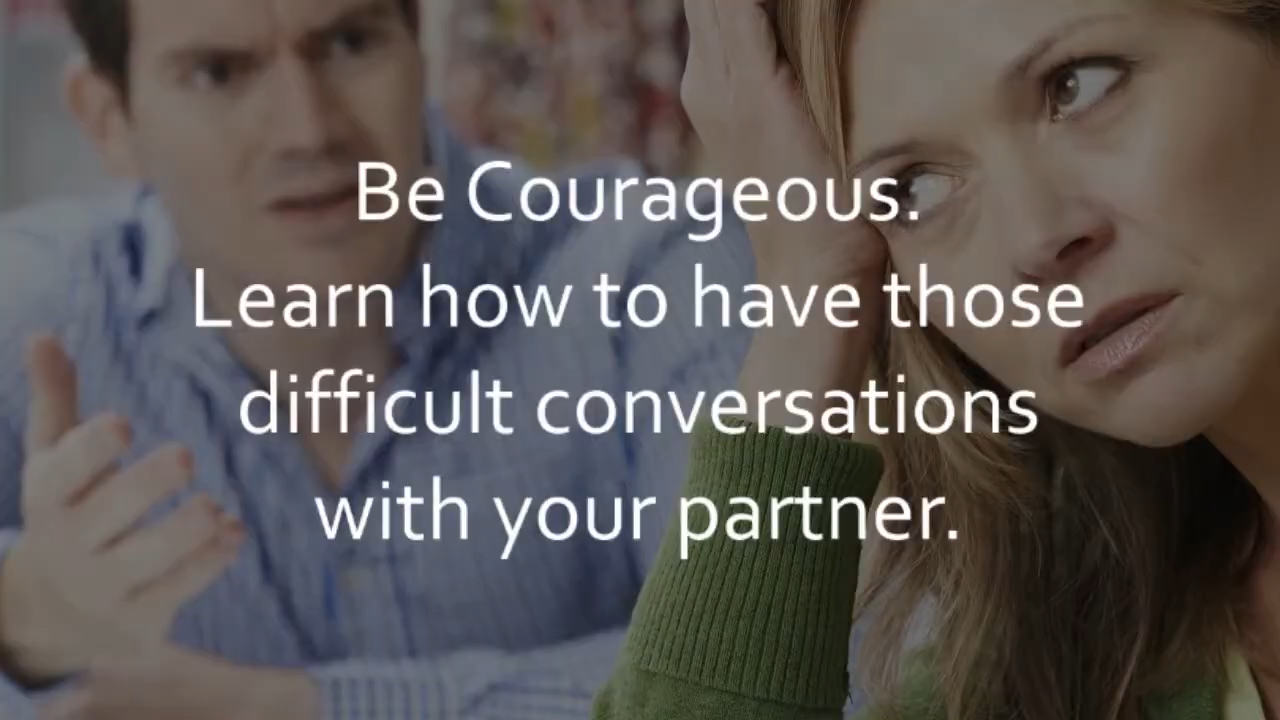 Be Courageous.
Learn how to have those
difficult conversations
with your partner.